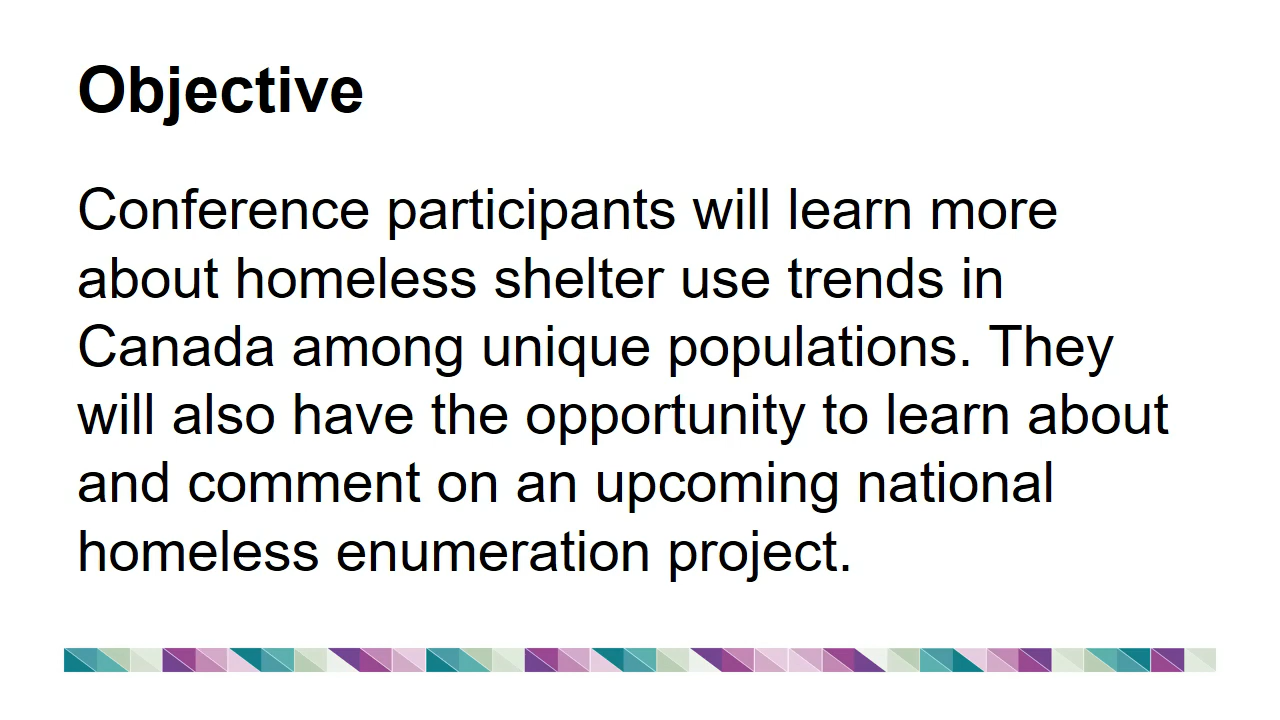 Objective
Conference participants will learn more
about homeless shelter use trends in
Canada among unique populations. They
will also have the opportunity to learn about
and comment on an upcoming national
homeless enumeration project.